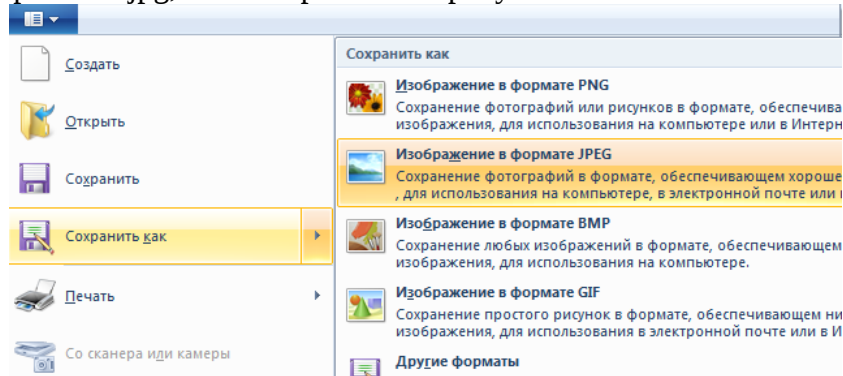 Создать
Открыть
Сохранить
Сохранить как
Печать
Со сканера или камеры
Сохранить как
Изображение в формате PNG
Сохранение фотографий или рисунков в формате, обеспечива
изображения, для использования на компьютере или в Интерн
Изображение в формате JPEG
Сохранение фотографий в формате, обеспечивающем хороше
, для использования на компьютере, в электронной почте или
Изображение в формате BMP
Сохранение любых изображений в формате, обеспечивающем
изображения, для использования на компьютере.
Изображение в формате GIF
Сохранение простого рисунок в формате, обеспечивающем ни
изображения, для использования в электронной почте или в И
Другие форматы